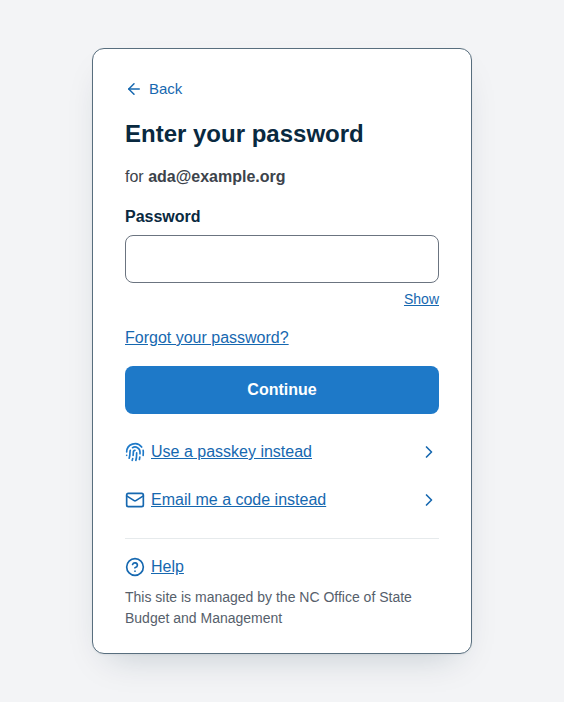 Back
Enter your password
for ada@example.org
Password
Show
Forgot your password?
Continue
Use a passkey instead
Email me a code instead
Help
This site is managed by the NC Office of State
Budget and Management